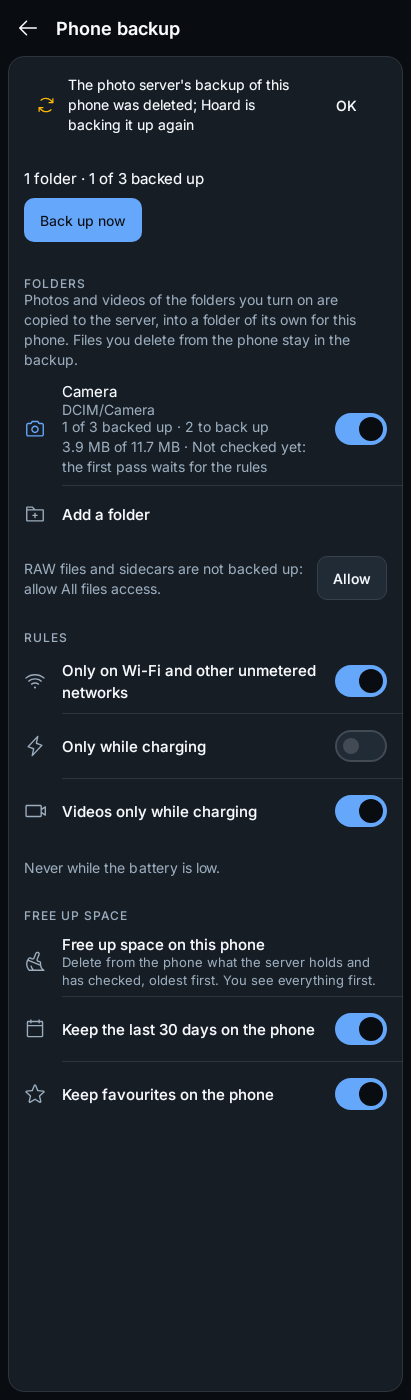 Phone backup
The photo server's backup of this
phone was deleted; Hoard is
backing it up again
OK
1 folder · 1 of 3 backed up
Back up now
FOLDERS
Photos and videos of the folders you turn on are
copied to the server, into a folder of its own for this
phone. Files you delete from the phone stay in the
backup.
Camera
DCIM/Camera
1 of 3 backed up · 2 to back up
3.9 MB of 11.7 MB · Not checked yet:
the first pass waits for the rules
Add a folder
RAW files and sidecars are not backed up:
allow All files access.
Allow
RULES
Only on Wi-Fi and other unmetered
networks
Only while charging
Videos only while charging
Never while the battery is low.
FREE UP SPACE
Free up space on this phone
Delete from the phone what the server holds and
has checked, oldest first. You see everything first.
Keep the last 30 days on the phone
Keep favourites on the phone